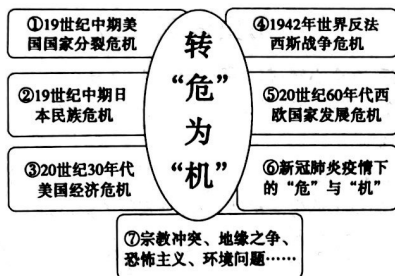 ①19世纪中期美
国国家分裂危机
②19世纪中期日
本民族危机
③20世纪30年代
美国经济危机
转
“危”
为
“机”
④1942年世界反法
西斯战争危机
⑤20世纪60年代西
欧国家发展危机
⑥新冠肺炎疫情下
的“危”与“机”
⑦宗教冲突、地缘之争、
恐怖主义、环境问题……